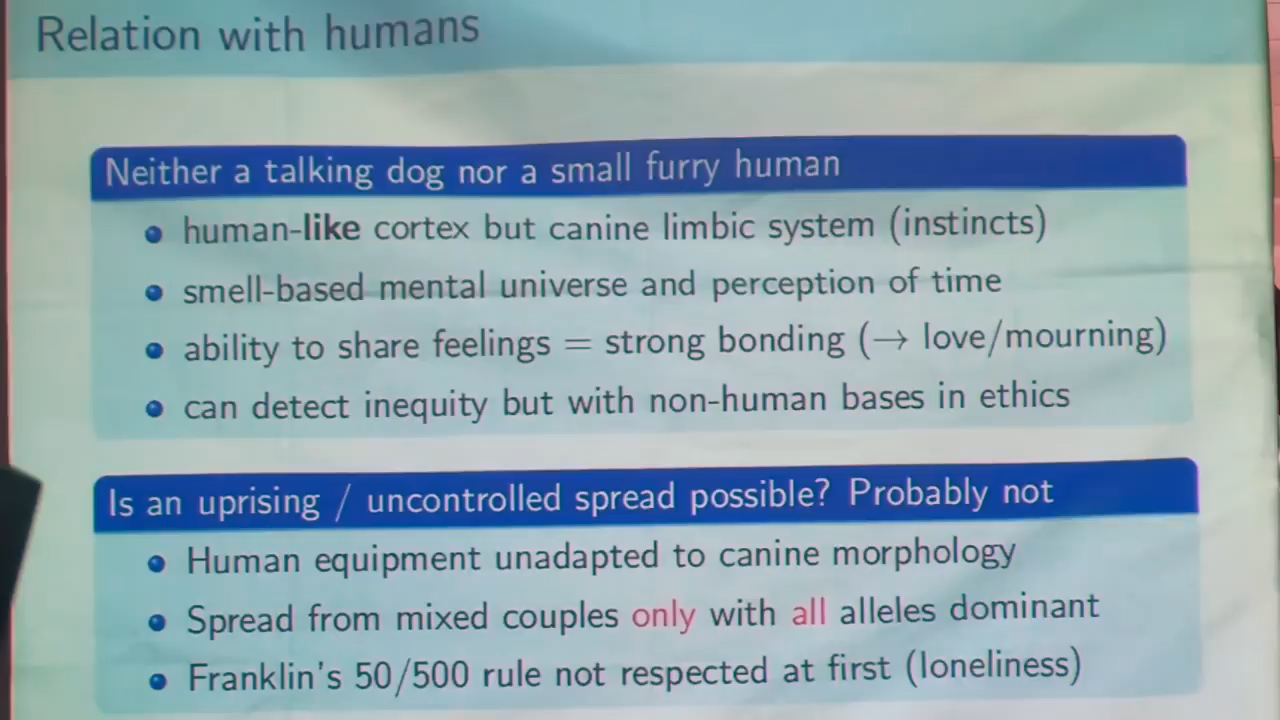 Relation with humans
Neither a talking dog nor a small furry human
human-like cortex but canine limbic system (instincts)
smell-based mental universe and perception of time
ability to share feelings = strong bonding (→ love/mourning)
can detect inequity but with non-human bases in ethics
Is an uprising / uncontrolled spread possible? Probably not
Human equipment unadapted to canine morphology
Spread from mixed couples only with all alleles dominant
Franklin's 50/500 rule not respected at first (loneliness)